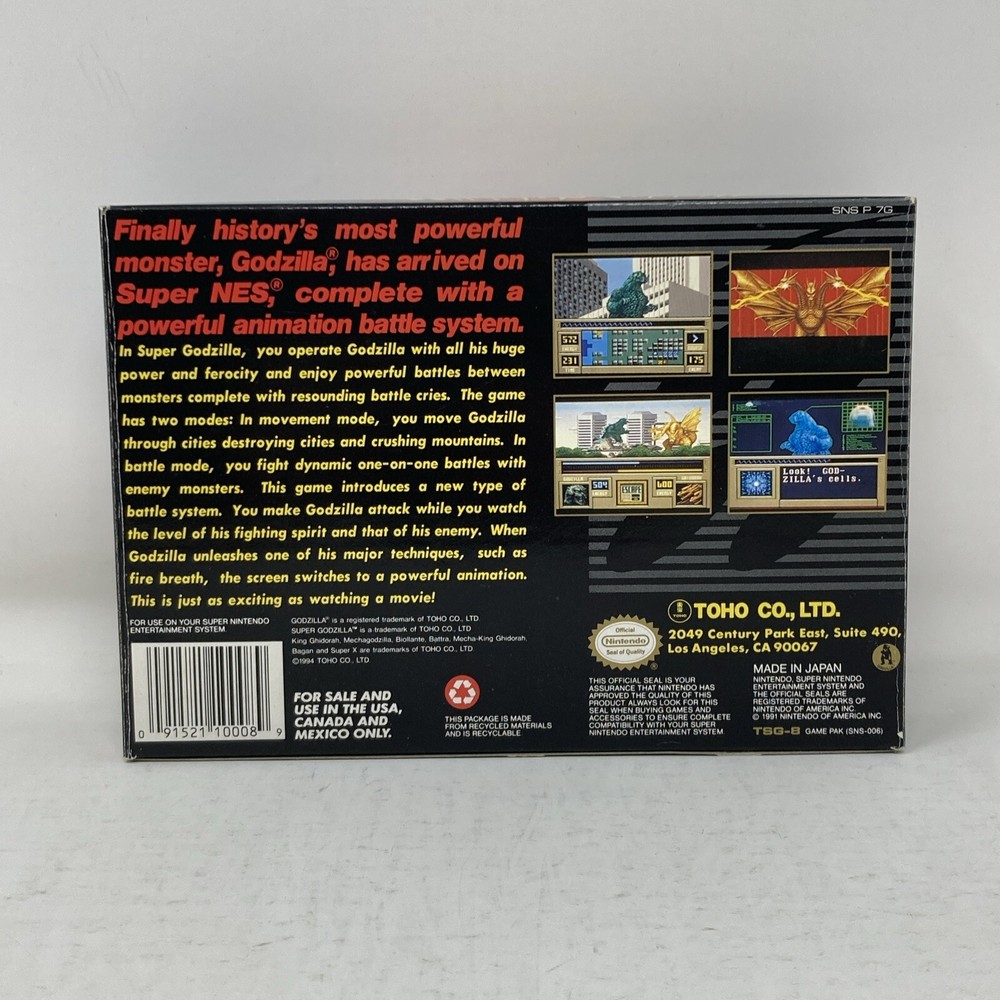 SNS P 7G
Finally history's most powerful
monster, Godzilla®, has arrived on
Super NES,® complete with a
powerful animation battle system.
In Super Godzilla, you operate Godzilla with all his huge
power and ferocity and enjoy powerful battles between
monsters complete with resounding battle cries. The game
has two modes: In movement mode, you move Godzilla
through cities destroying cities and crushing mountains. In
battle mode, you fight dynamic one-on-one battles with
enemy monsters. This game introduces a new type of
battle system. You make Godzilla attack while you watch
the level of his fighting spirit and that of his enemy. When
Godzilla unleashes one of his major techniques, such as
fire breath, the screen switches to a powerful animation.
This is just as exciting as watching a movie!
572
ENERGY
231
TIME
175
504
ENERGY
ESCAPE
600
ENERGY
Look! GOD-
ZILLA's cells.
FOR USE ON YOUR SUPER NINTENDO
ENTERTAINMENT SYSTEM
GODZILLA® is a registered trademark of TOHO CO., LTD.
SUPER GODZILLA™ is a trademark of TOHO CO., LTD
King Ghidorah, Mechagodzilla, Biollante, Battra, Mecha-King Ghidorah,
Bagan and Super X are trademarks of TOHO CO., LTD
©1994 TOHO CO., LTD
0 91521 10008 9
FOR SALE AND
USE IN THE USA,
CANADA AND
MEXICO ONLY.
THIS PACKAGE IS MADE
FROM RECYCLED MATERIALS
AND IS RECYCLABLE
Official
Nintendo
Seal of Quality
THIS OFFICIAL SEAL IS YOUR
ASSURANCE THAT NINTENDO HAS
APPROVED THE QUALITY OF THIS
PRODUCT. ALWAYS LOOK FOR THIS
SEAL WHEN BUYING GAMES AND
ACCESSORIES TO ENSURE COMPLETE
COMPATIBILITY WITH YOUR SUPER
NINTENDO ENTERTAINMENT SYSTEM
TOHO CO., LTD.
2049 Century Park East, Suite 490,
Los Angeles, CA 90067
MADE IN JAPAN
NINTENDO, SUPER NINTENDO
ENTERTAINMENT SYSTEM AND
THE OFFICIAL SEALS ARE
REGISTERED TRADEMARKS OF
NINTENDO OF AMERICA INC.
© 1991 NINTENDO OF AMERICA INC.
TSG-8 GAME PAK (SNS-006)